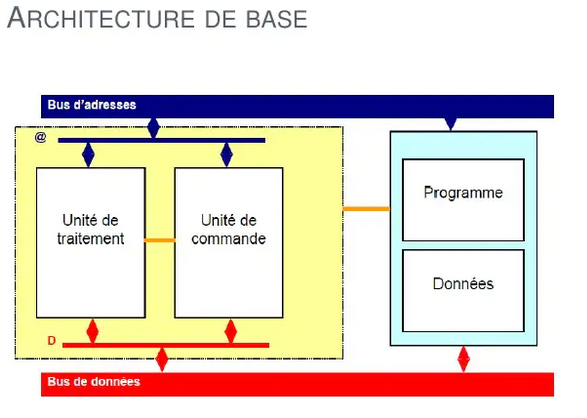 ARCHITECTURE DE BASE
Bus d'adresses
@
Unité de
traitement
Unité de
commande
Programme
Données
D
Bus de données